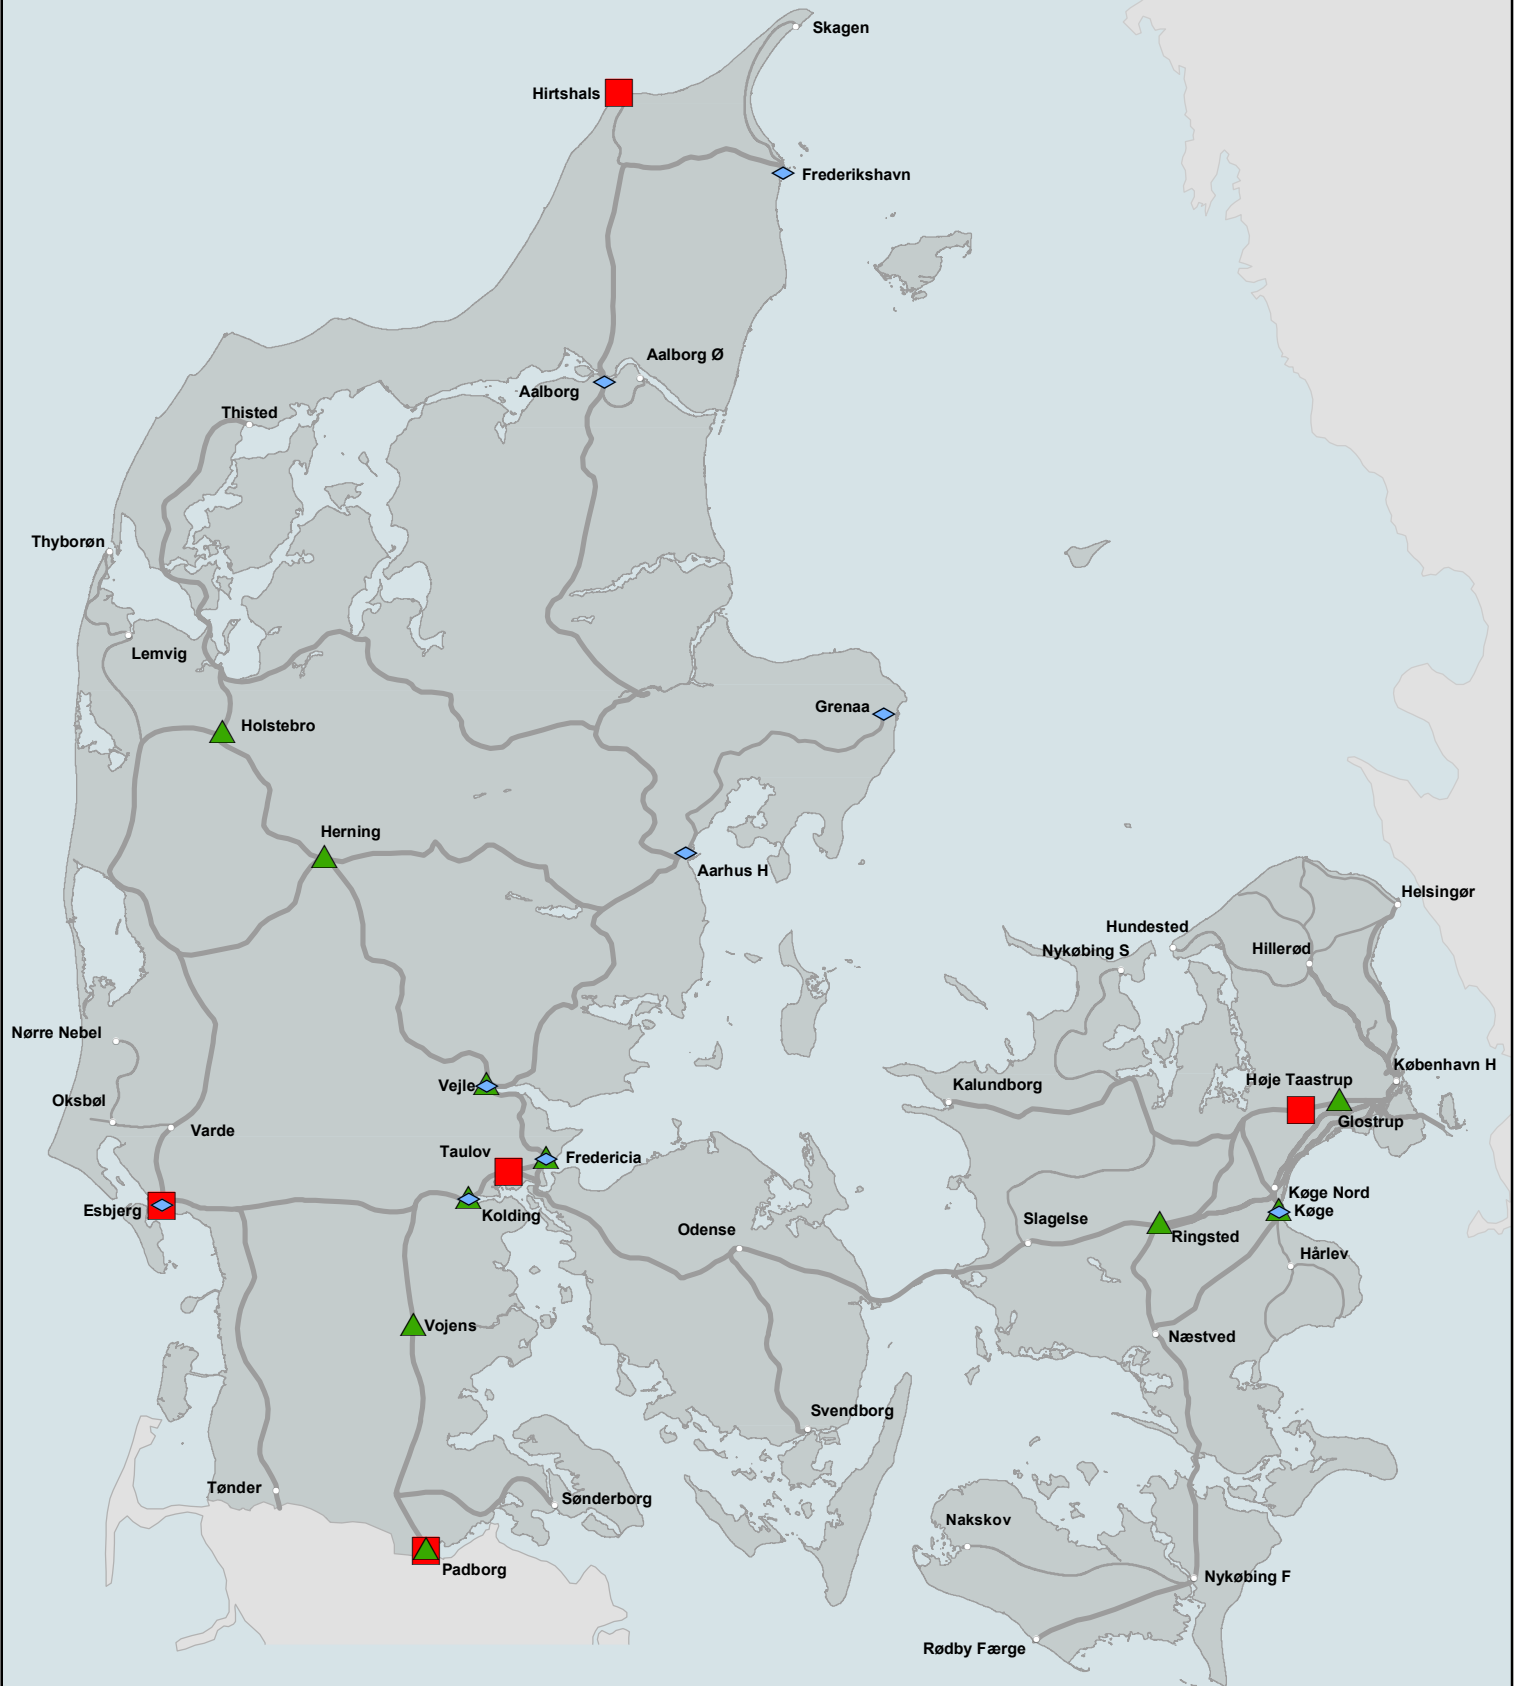 Skagen
Hirtshals
Frederikshavn
Aalborg Ø
Aalborg
Thisted
Thyborøn
Lemvig
Grenaa
Holstebro
Herning
Aarhus H
Helsingør
Hundested
Nykøbing S
Hillerød
Nørre Nebel
København H
Høje Taastrup
Vejle
Kalundborg
Oksbøl
Glostrup
Varde
Taulov
Fredericia
Køge Nord
Esbjerg
Køge
Kolding
Slagelse
Odense
Ringsted
Hårlev
Vojens
Næstved
Svendborg
Tønder
Sønderborg
Nakskov
Padborg
Nykøbing F
Rødby Færge